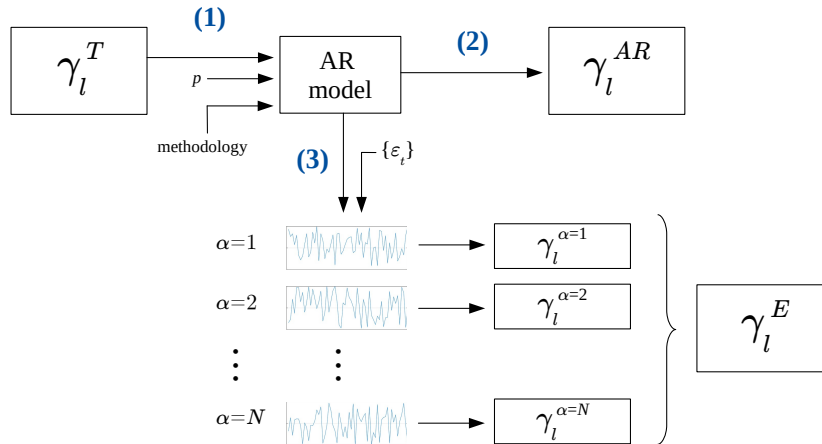 (1)
(2)
γ_l^T
p
AR
model
γ_l^{AR}
methodology
(3)
{ε_t}
α=1
γ_l^{α=1}
α=2
γ_l^{α=2}
γ_l^E
⋮ ⋮
α=N
γ_l^{α=N}